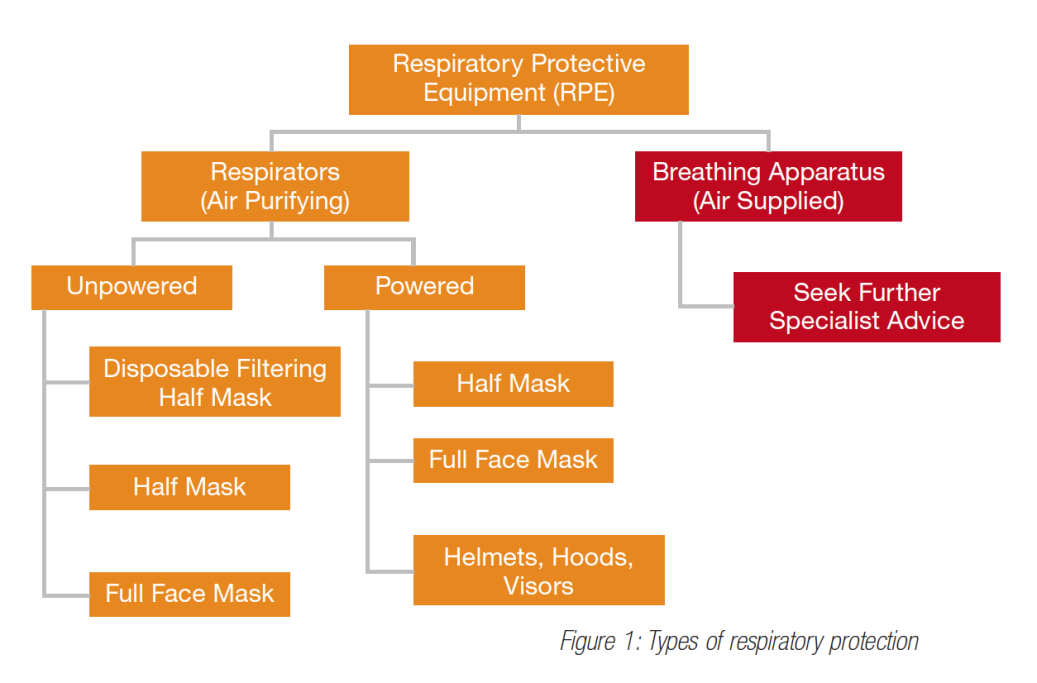 Respiratory Protective
Equipment (RPE)
Respirators
(Air Purifying)
Breathing Apparatus
(Air Supplied)
Unpowered
Powered
Seek Further
Specialist Advice
Disposable Filtering
Half Mask
Half Mask
Full Face Mask
Half Mask
Full Face Mask
Helmets, Hoods,
Visors
Figure 1: Types of respiratory protection